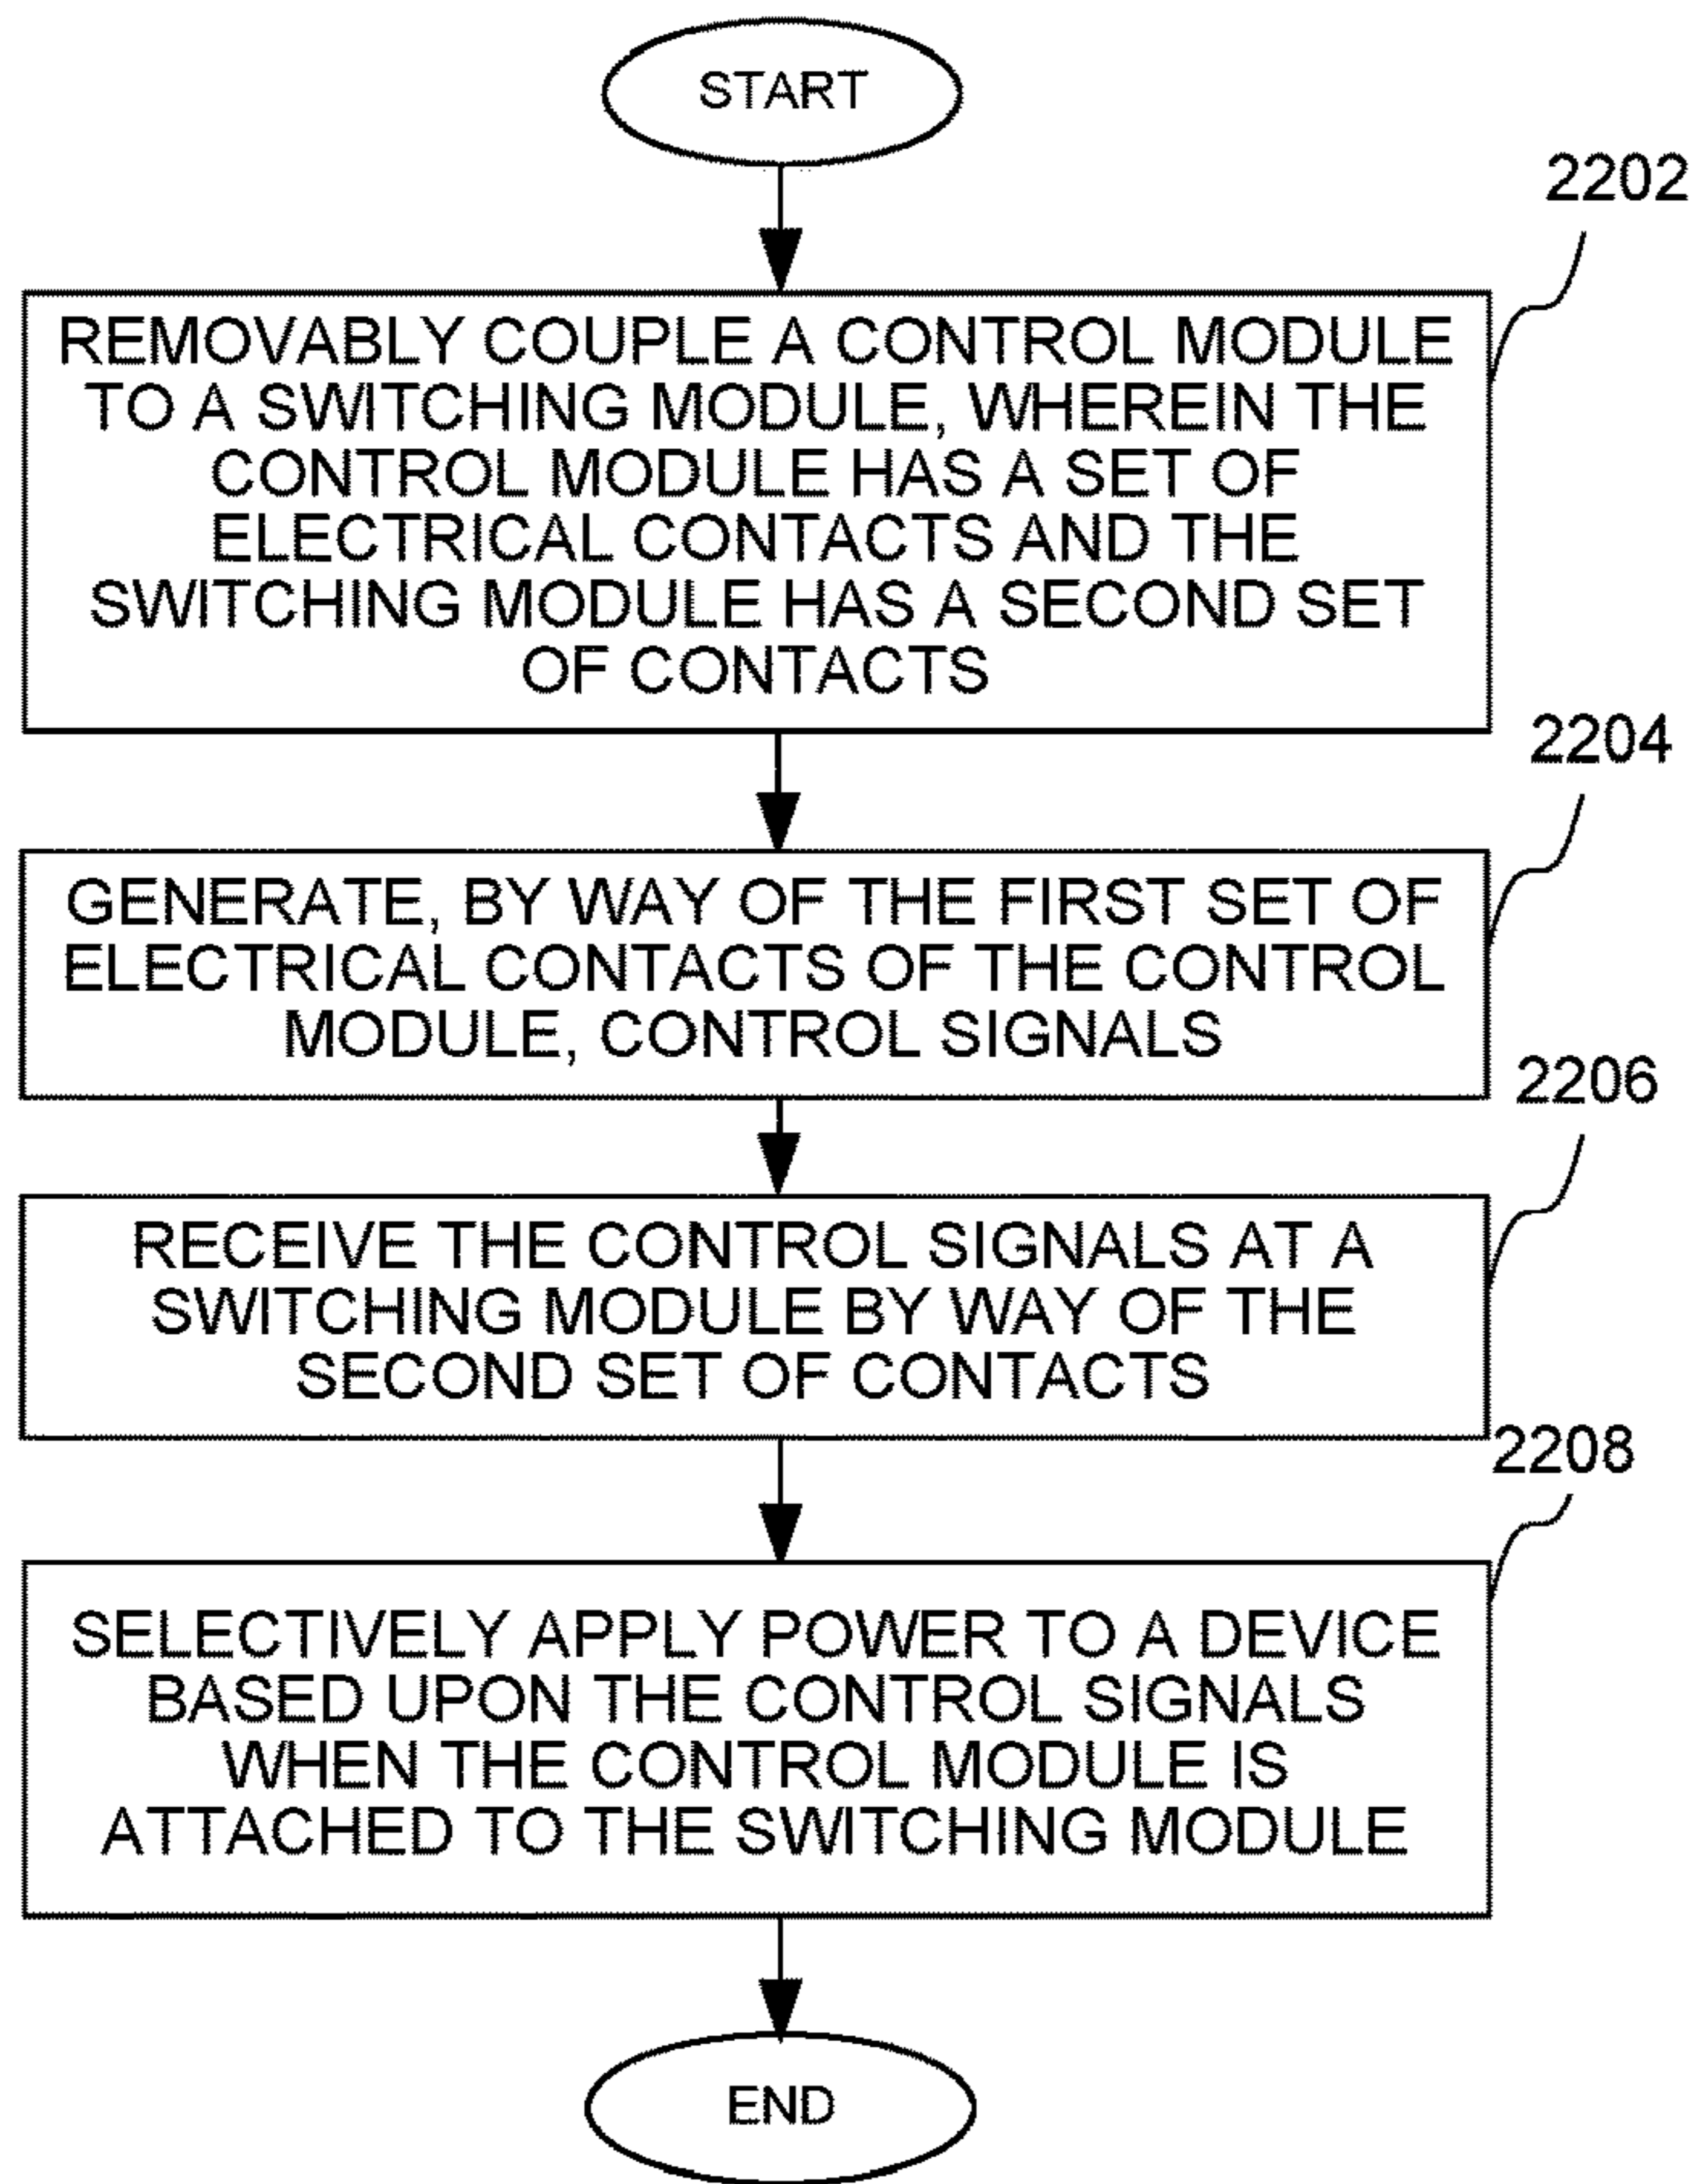 START
2202
REMOVABLY COUPLE A CONTROL MODULE
TO A SWITCHING MODULE, WHEREIN THE
CONTROL MODULE HAS A SET OF
ELECTRICAL CONTACTS AND THE
SWITCHING MODULE HAS A SECOND SET
OF CONTACTS
2204
GENERATE, BY WAY OF THE FIRST SET OF
ELECTRICAL CONTACTS OF THE CONTROL
MODULE, CONTROL SIGNALS
2206
RECEIVE THE CONTROL SIGNALS AT A
SWITCHING MODULE BY WAY OF THE
SECOND SET OF CONTACTS
2208
SELECTIVELY APPLY POWER TO A DEVICE
BASED UPON THE CONTROL SIGNALS
WHEN THE CONTROL MODULE IS
ATTACHED TO THE SWITCHING MODULE
END